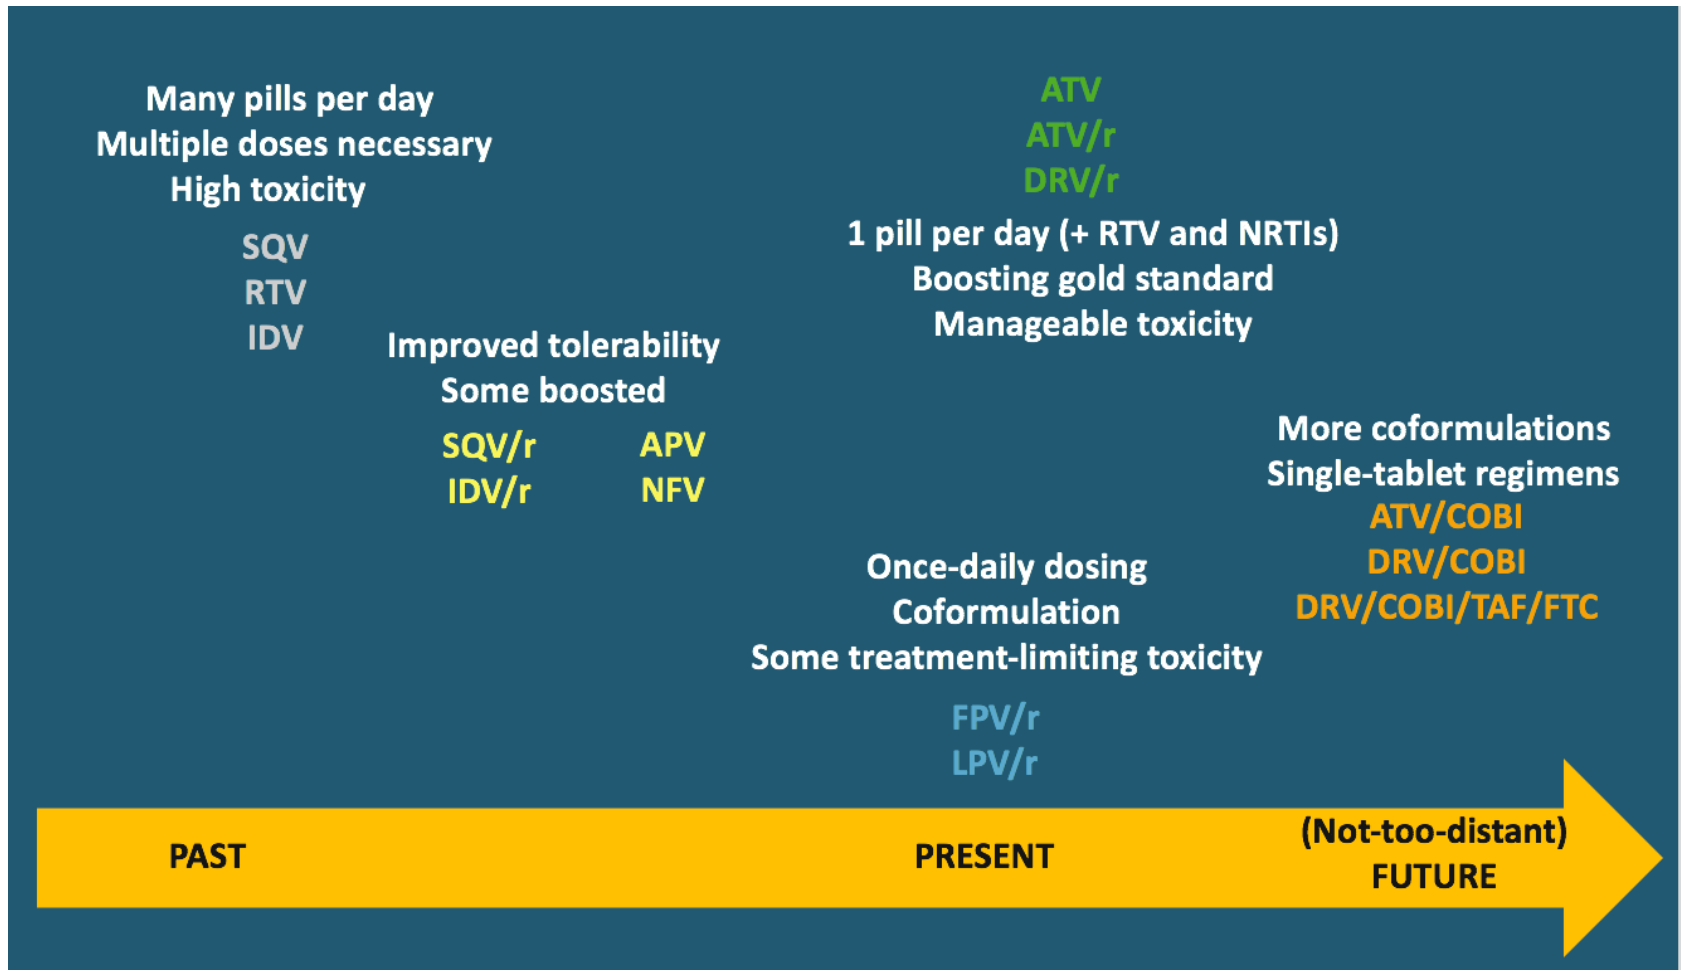 Many pills per day
Multiple doses necessary
High toxicity
SQV
RTV
IDV
Improved tolerability
Some boosted
SQV/r APV
IDV/r NFV
ATV
ATV/r
DRV/r
1 pill per day (+ RTV and NRTIs)
Boosting gold standard
Manageable toxicity
Once-daily dosing
Coformulation
Some treatment-limiting toxicity
FPV/r
LPV/r
More coformulations
Single-tablet regimens
ATV/COBI
DRV/COBI
DRV/COBI/TAF/FTC
PAST
PRESENT
(Not-too-distant)
FUTURE